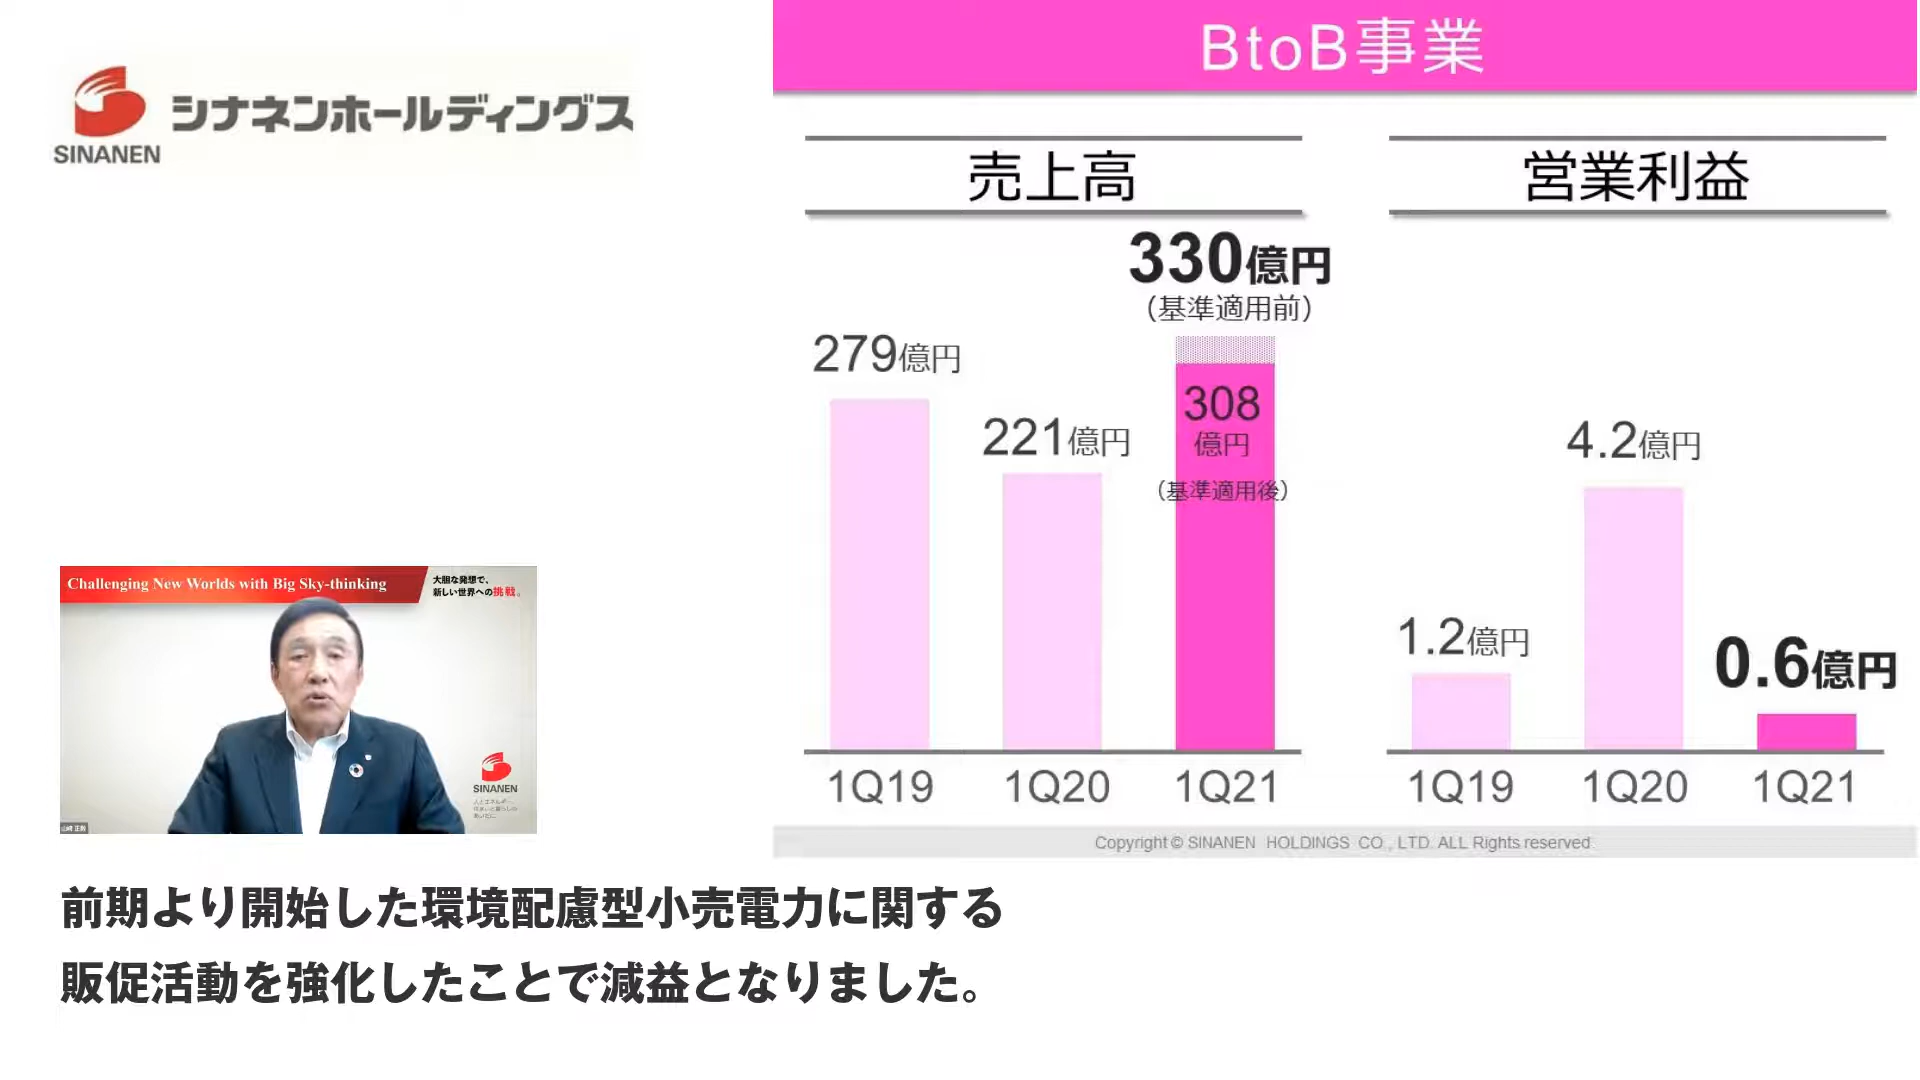 シナネンホールディングス
SINANEN
BtoB事業
売上高
営業利益
330億円
（基準適用前）
279億円
221億円
308
億円
（基準適用後）
4.2億円
1.2億円
0.6億円
1Q19
1Q20
1Q21
1Q19
1Q20
1Q21
Copyright © SINANEN HOLDINGS CO., LTD. ALL Rights reserved
Challenging New Worlds with Big Sky-thinking
大胆な発想で、
新しい世界への挑戦。
SINANEN
前期より開始した環境配慮型小売電力に関する
販促活動を強化したことで減益となりました。